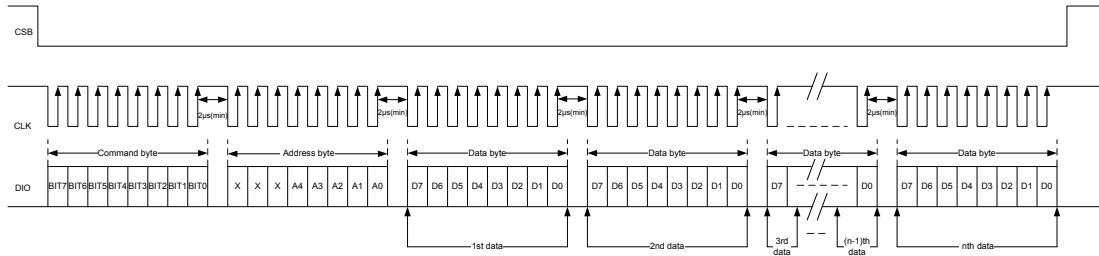 CSB
CLK
2μs(min) 2μs(min) 2μs(min) 2μs(min) 2μs(min)
Command byte Address byte Data byte Data byte Data byte Data byte
DIO BIT7 BIT6 BIT5 BIT4 BIT3 BIT2 BIT1 BIT0 X X X A4 A3 A2 A1 A0 D7 D6 D5 D4 D3 D2 D1 D0 D7 D6 D5 D4 D3 D2 D1 D0 D7 D0 D7 D6 D5 D4 D3 D2 D1 D0
1st data 2nd data 3rd data (n-1)th data nth data